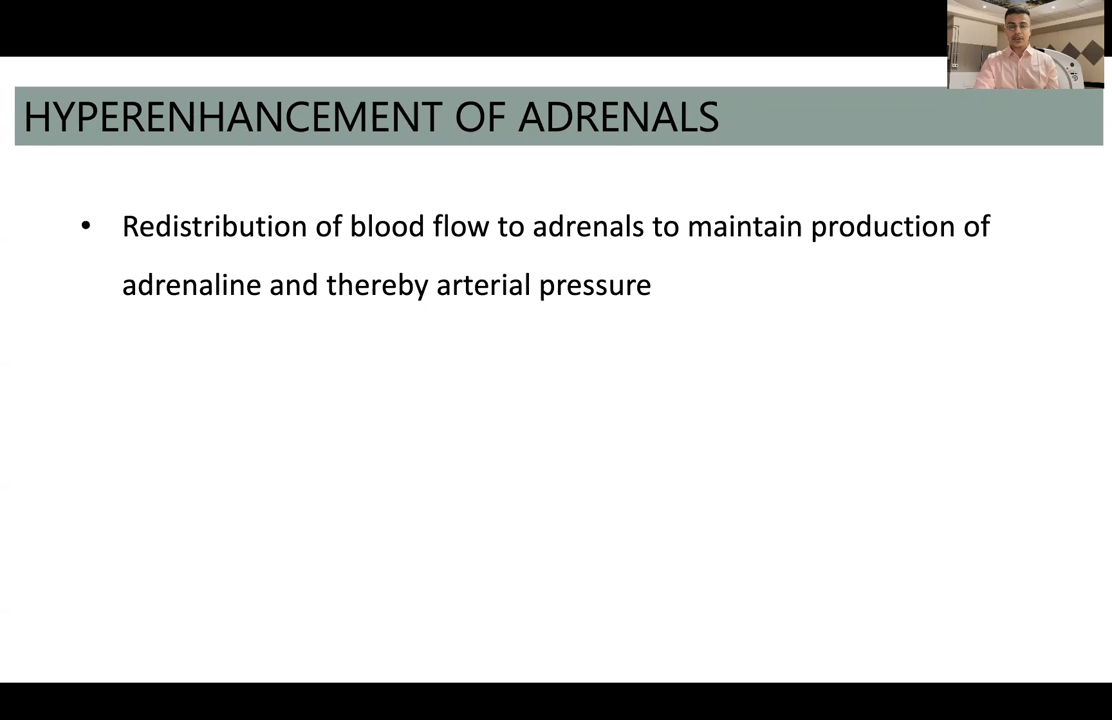 HYPERENHANCEMENT OF ADRENALS
• Redistribution of blood flow to adrenals to maintain production of
adrenaline and thereby arterial pressure